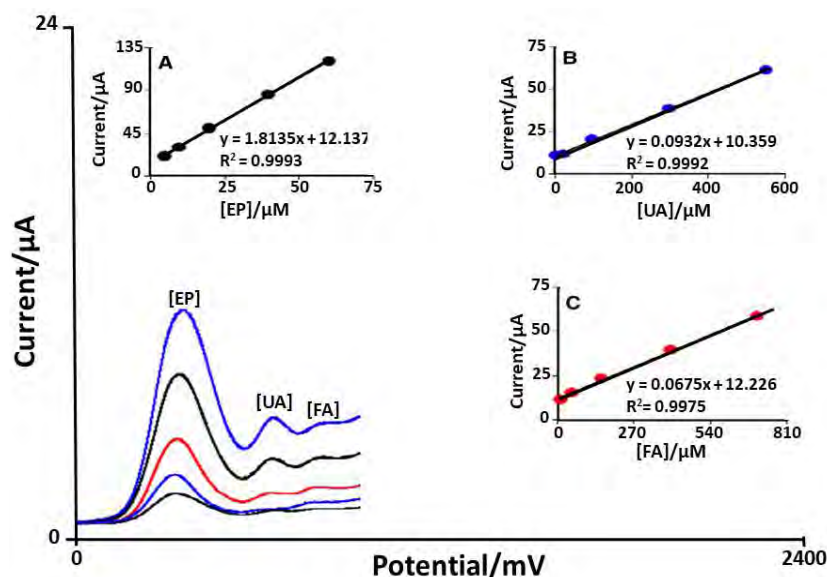 24
Current/µA
0
0
Potential/mV
2400
[EP]
[UA]
[FA]
A
135
90
45
0
Current/µA
y = 1.8135x + 12.137
R² = 0.9993
0
25
50
75
[EP]/µM
B
75
50
25
0
Current/µA
y = 0.0932x + 10.359
R² = 0.9992
0
200
400
600
[UA]/µM
C
75
50
25
0
Current/µA
y = 0.0675x + 12.226
R² = 0.9975
0
270
540
810
[FA]/µM